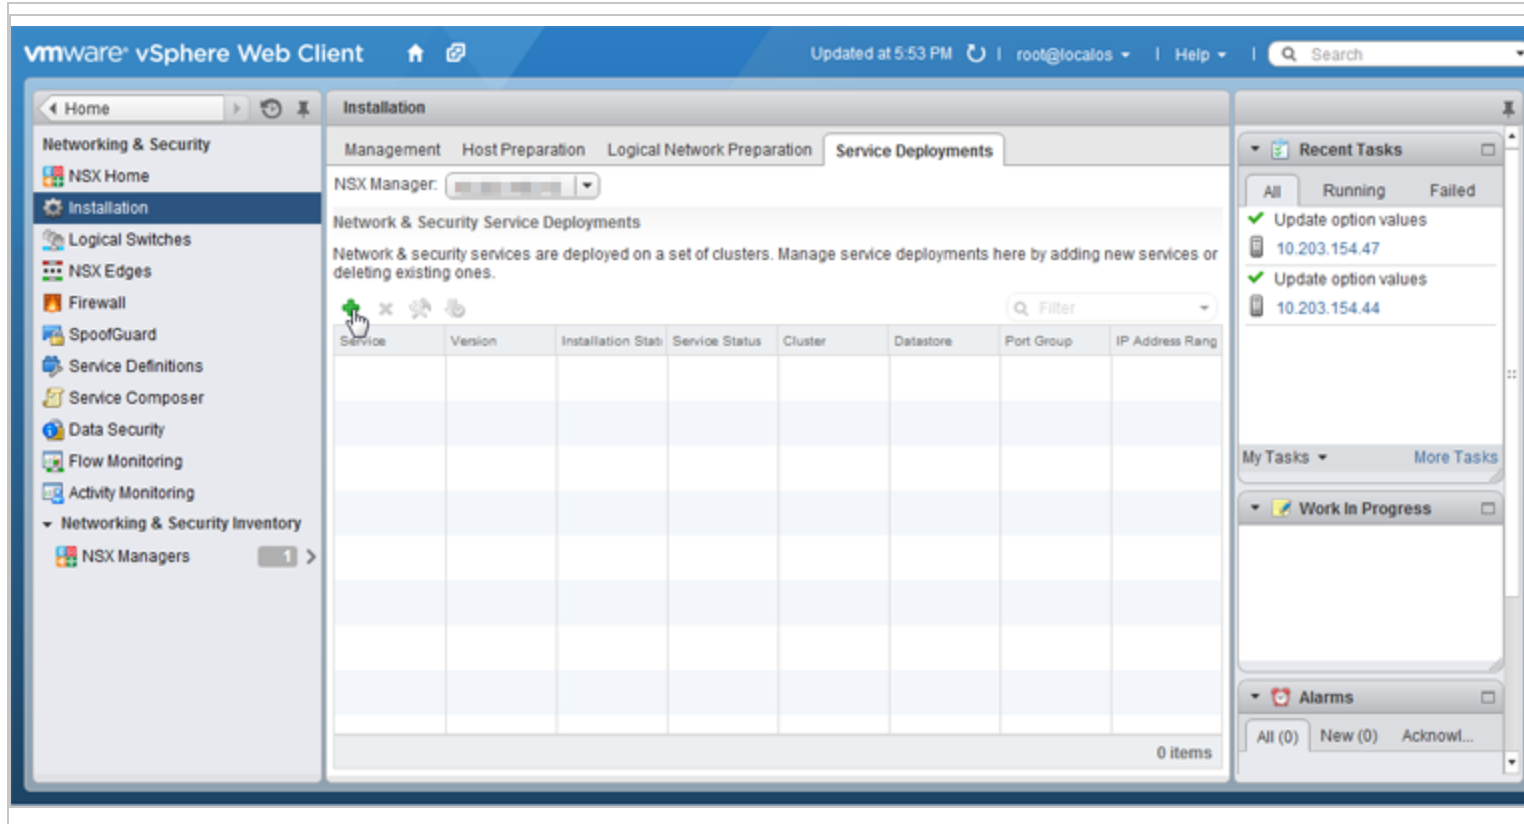 vmware® vSphere Web Client
Updated at 5:53 PM
root@localos
Help
Search
Home
Networking & Security
NSX Home
Installation
Logical Switches
NSX Edges
Firewall
SpoofGuard
Service Definitions
Service Composer
Data Security
Flow Monitoring
Activity Monitoring
Networking & Security Inventory
NSX Managers 1
Installation
Management Host Preparation Logical Network Preparation Service Deployments
NSX Manager:
Network & Security Service Deployments
Network & security services are deployed on a set of clusters. Manage service deployments here by adding new services or
deleting existing ones.
Filter
Service Version Installation Stat Service Status Cluster Datastore Port Group IP Address Rang
0 items
Recent Tasks
All Running Failed
Update option values
10.203.154.47
Update option values
10.203.154.44
My Tasks More Tasks
Work In Progress
Alarms
All (0) New (0) Acknowl...